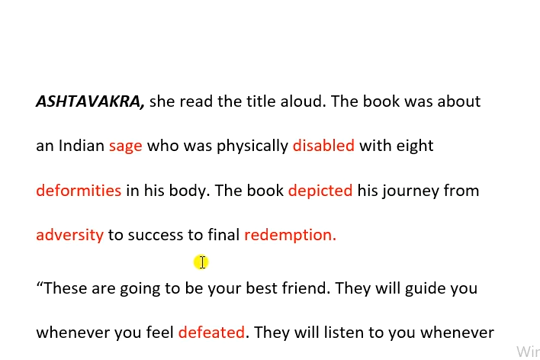 ASHTAVAKRA, she read the title aloud. The book was about
an Indian sage who was physically disabled with eight
deformities in his body. The book depicted his journey from
adversity to success to final redemption.
“These are going to be your best friend. They will guide you
whenever you feel defeated. They will listen to you whenever